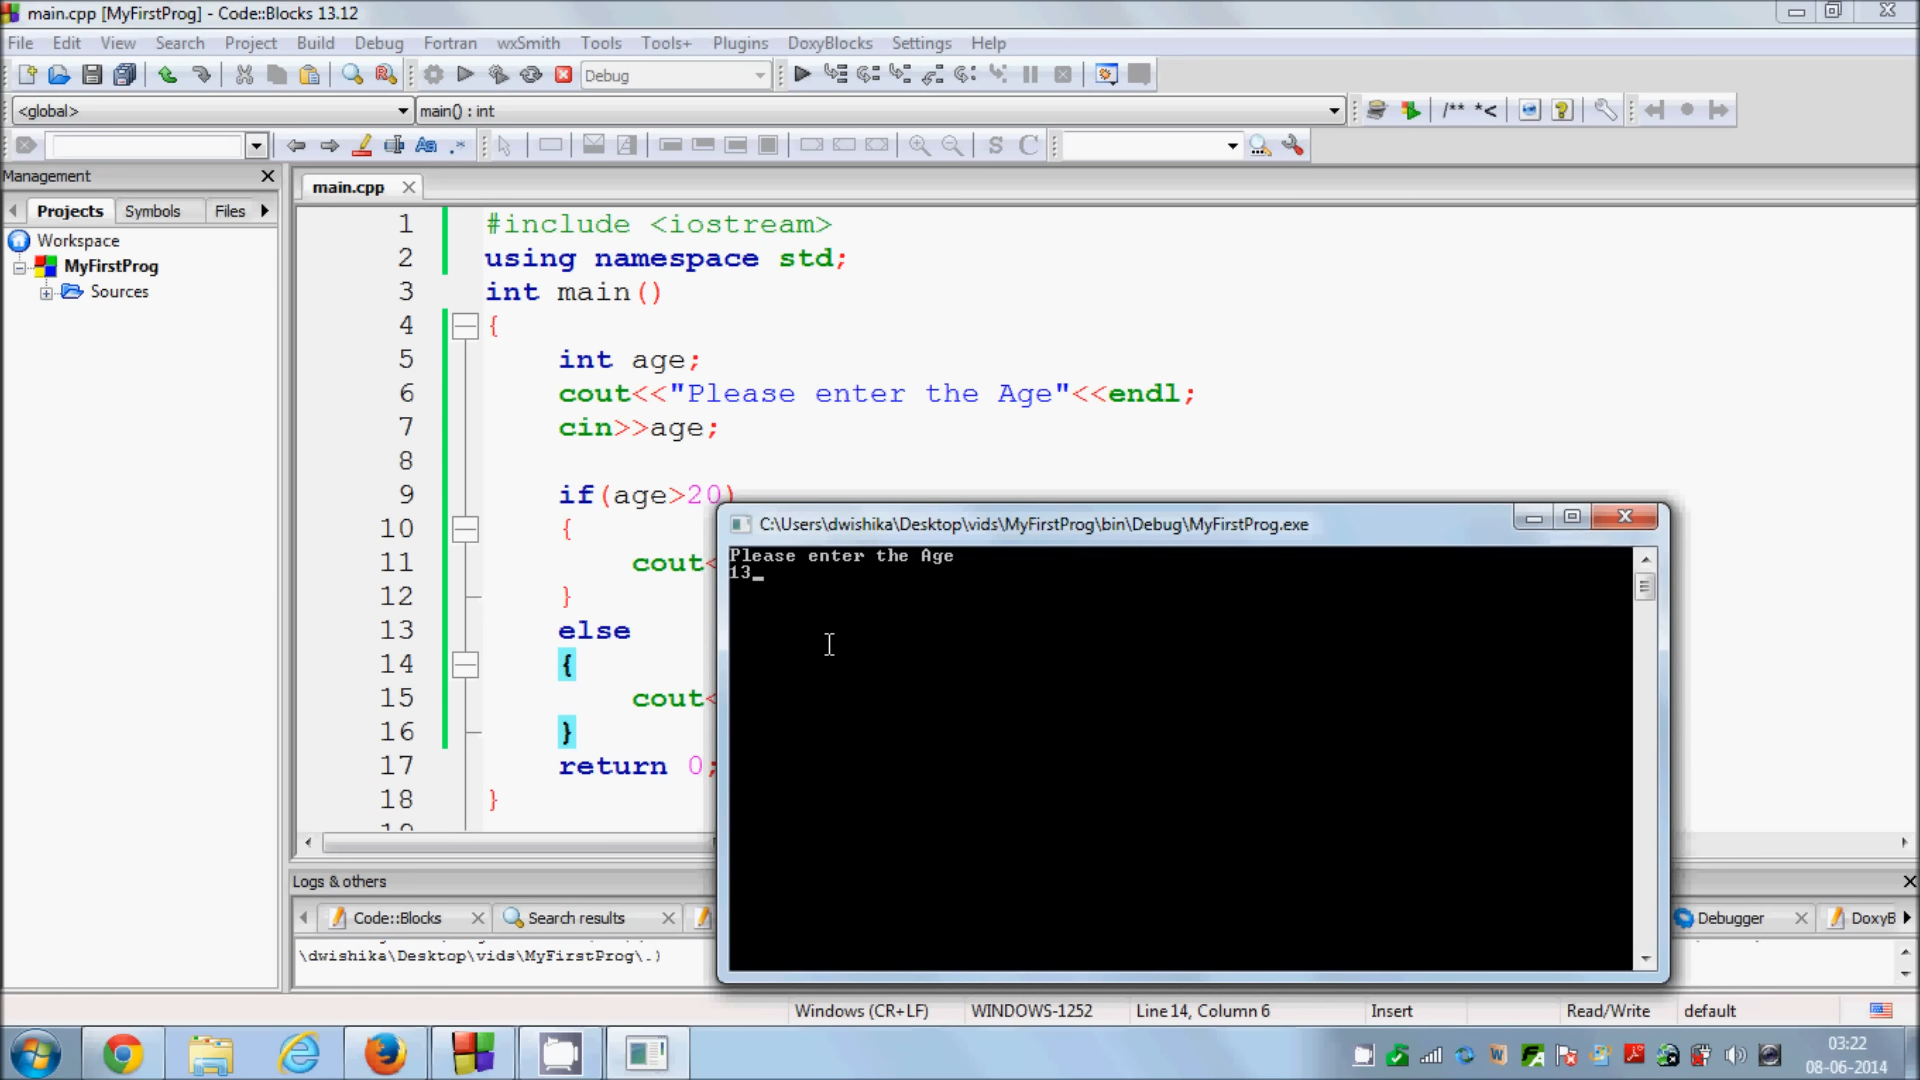 main.cpp [MyFirstProg] - Code::Blocks 13.12
File Edit View Search Project Build Debug Fortran wxSmith Tools Tools+ Plugins DoxyBlocks Settings Help
Debug
<global> main() : int /** *<
S C
Management
main.cpp
Projects Symbols Files
Workspace
MyFirstProg
Sources
1 #include <iostream>
2 using namespace std;
3 int main()
4 {
5 int age;
6 cout<<"Please enter the Age"<<endl;
7 cin>>age;
8
9 if(age>20)
10 {
11 cout<
12 }
13 else
14 {
15 cout<
16 }
17 return 0;
18 }
C:\Users\dwishika\Desktop\vids\MyFirstProg\bin\Debug\MyFirstProg.exe
Please enter the Age
13_
Logs & others
Code::Blocks Search results Debugger DoxyB
\dwishika\Desktop\vids\MyFirstProg\.)
Windows (CR+LF) WINDOWS-1252 Line 14, Column 6 Insert Read/Write default
03:22
08-06-2014